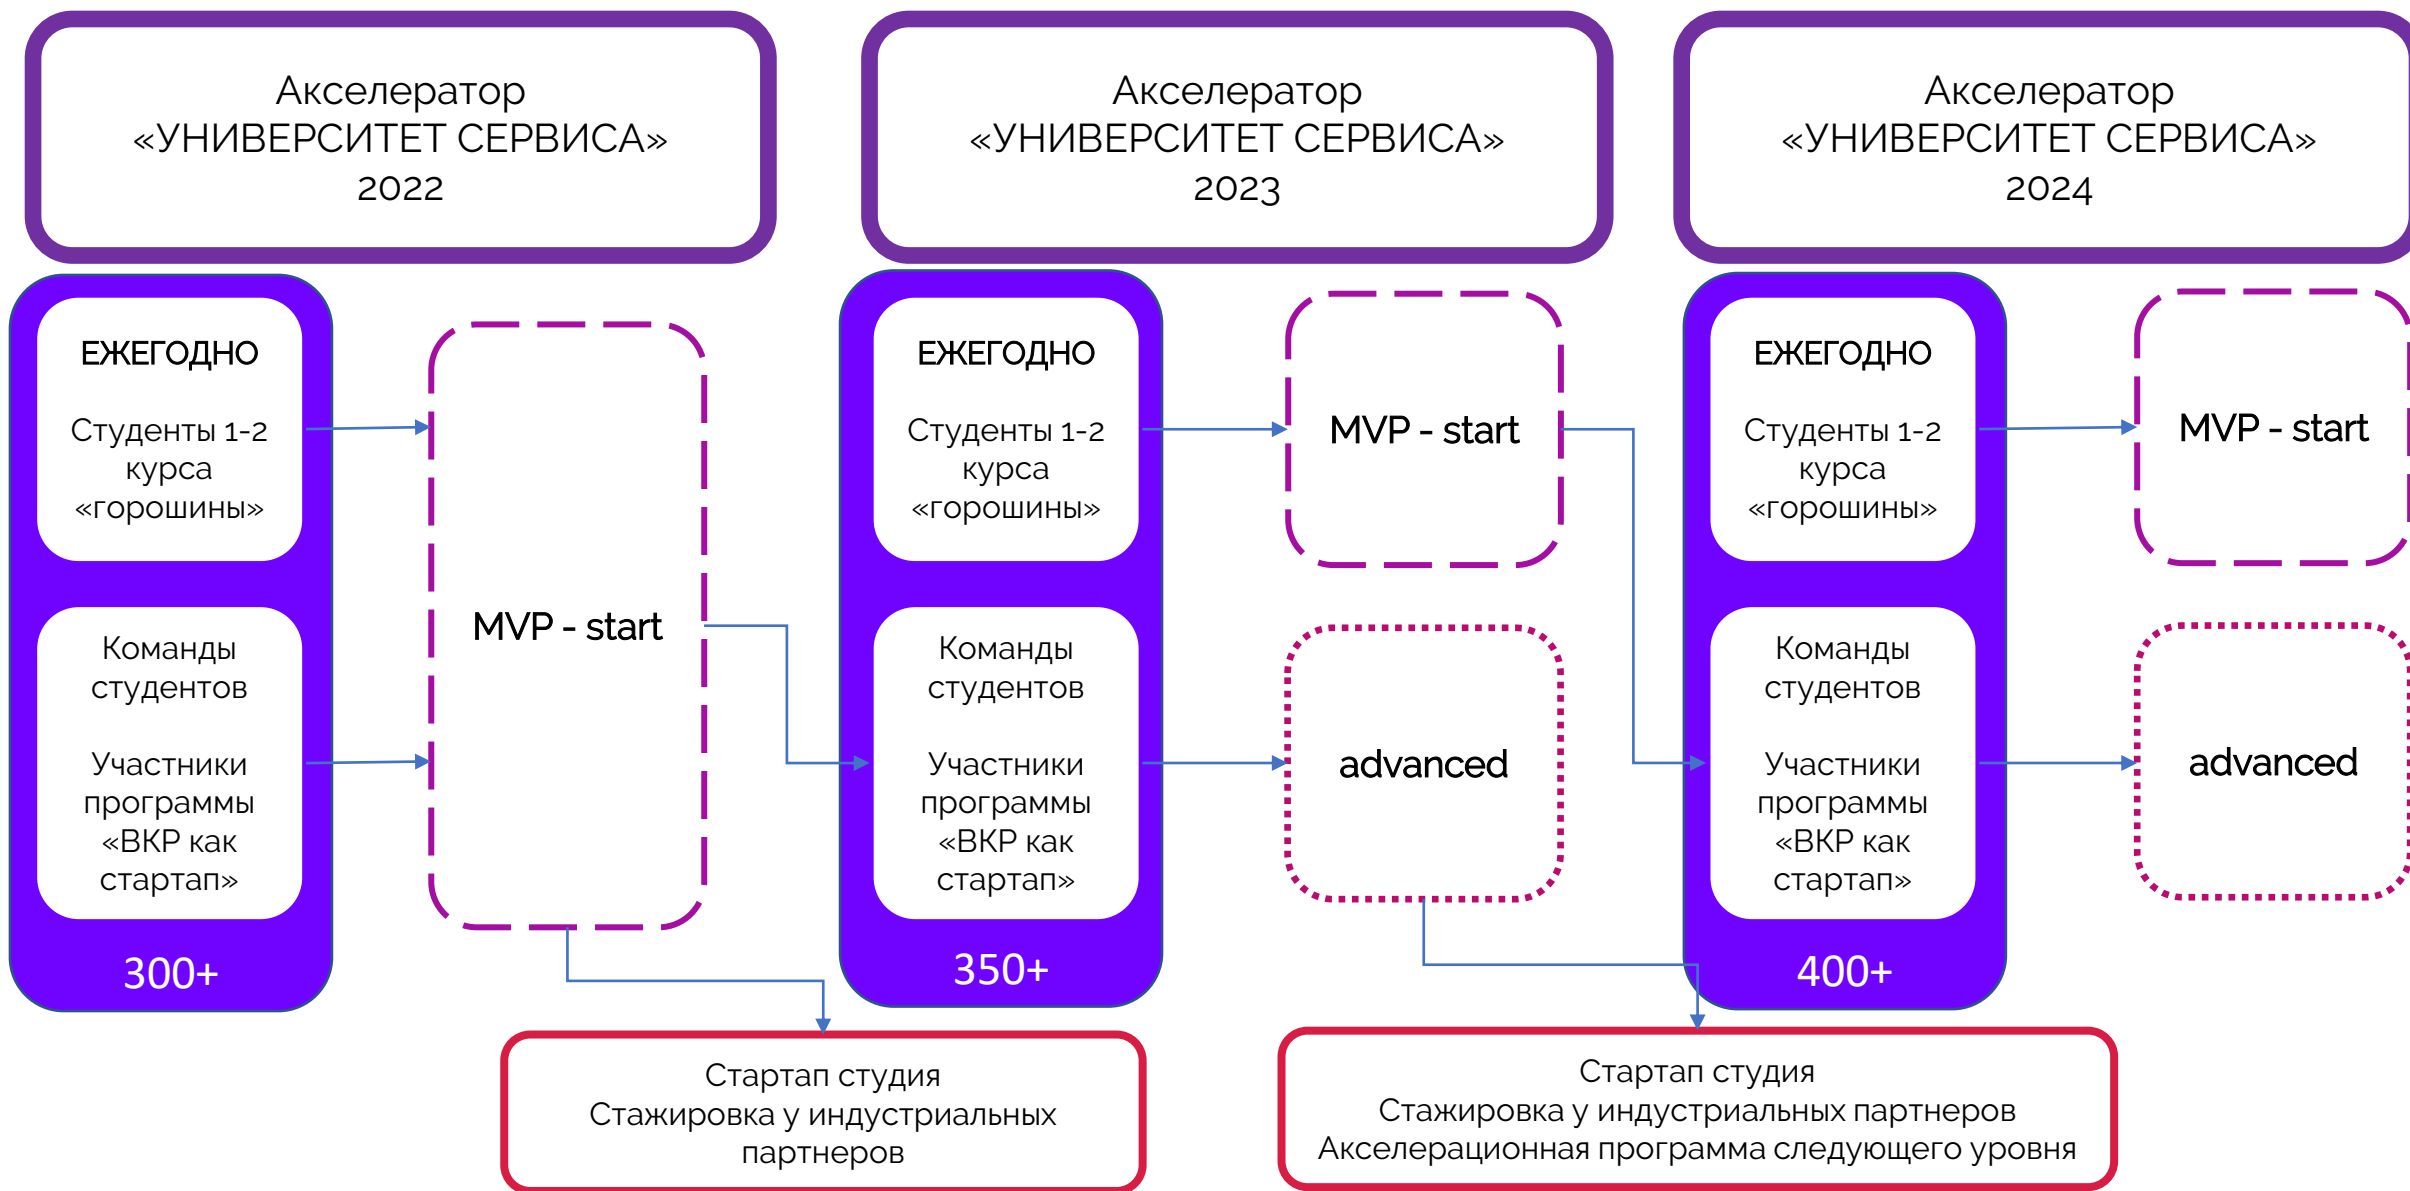 Акселератор
«УНИВЕРСИТЕТ СЕРВИСА»
2022
Акселератор
«УНИВЕРСИТЕТ СЕРВИСА»
2023
Акселератор
«УНИВЕРСИТЕТ СЕРВИСА»
2024
ЕЖЕГОДНО
Студенты 1-2
курса
«горошины»
Команды
студентов
Участники
программы
«ВКР как
стартап»
300+
MVP - start
ЕЖЕГОДНО
Студенты 1-2
курса
«горошины»
Команды
студентов
Участники
программы
«ВКР как
стартап»
350+
MVP - start
advanced
ЕЖЕГОДНО
Студенты 1-2
курса
«горошины»
Команды
студентов
Участники
программы
«ВКР как
стартап»
400+
MVP - start
advanced
Стартап студия
Стажировка у индустриальных
партнеров
Стартап студия
Стажировка у индустриальных партнеров
Акселерационная программа следующего уровня